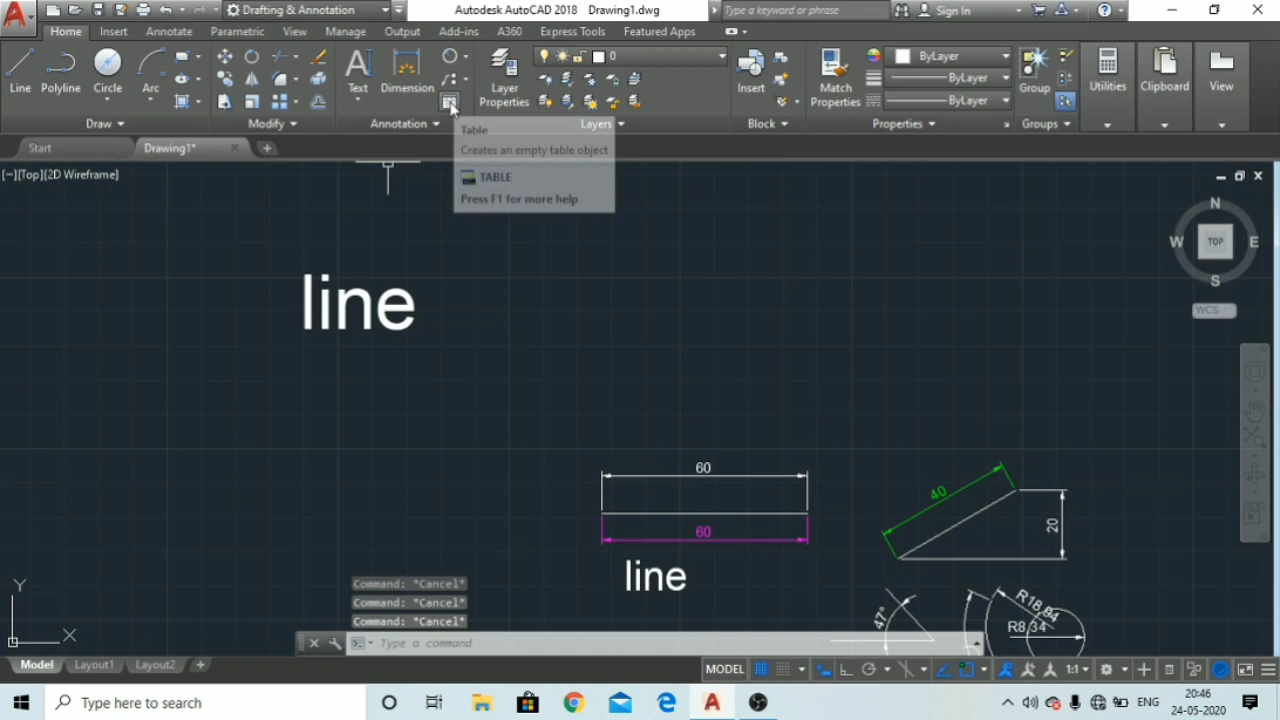 Drafting & Annotation
Autodesk AutoCAD 2018 Drawing1.dwg
Type a keyword or phrase
Sign In
Home Insert Annotate Parametric View Manage Output Add-ins A360 Express Tools Featured Apps
0
ByLayer
ByLayer
ByLayer
Line Polyline Circle Arc Text Dimension Layer Properties Insert Match Properties Group Utilities Clipboard View
Draw Modify Annotation Layers Block Properties Groups
Start Drawing1*
Table
Creates an empty table object
TABLE
Press F1 for more help
[−][Top][2D Wireframe]
N
W TOP E
S
WCS
line
60
60
line
40
20
47°
R18.94
R8.34
Y
X
Command: *Cancel*
Command: *Cancel*
Command: *Cancel*
Type a command
Model Layout1 Layout2
MODEL 1:1
Type here to search
ENG
20:46
24-05-2020